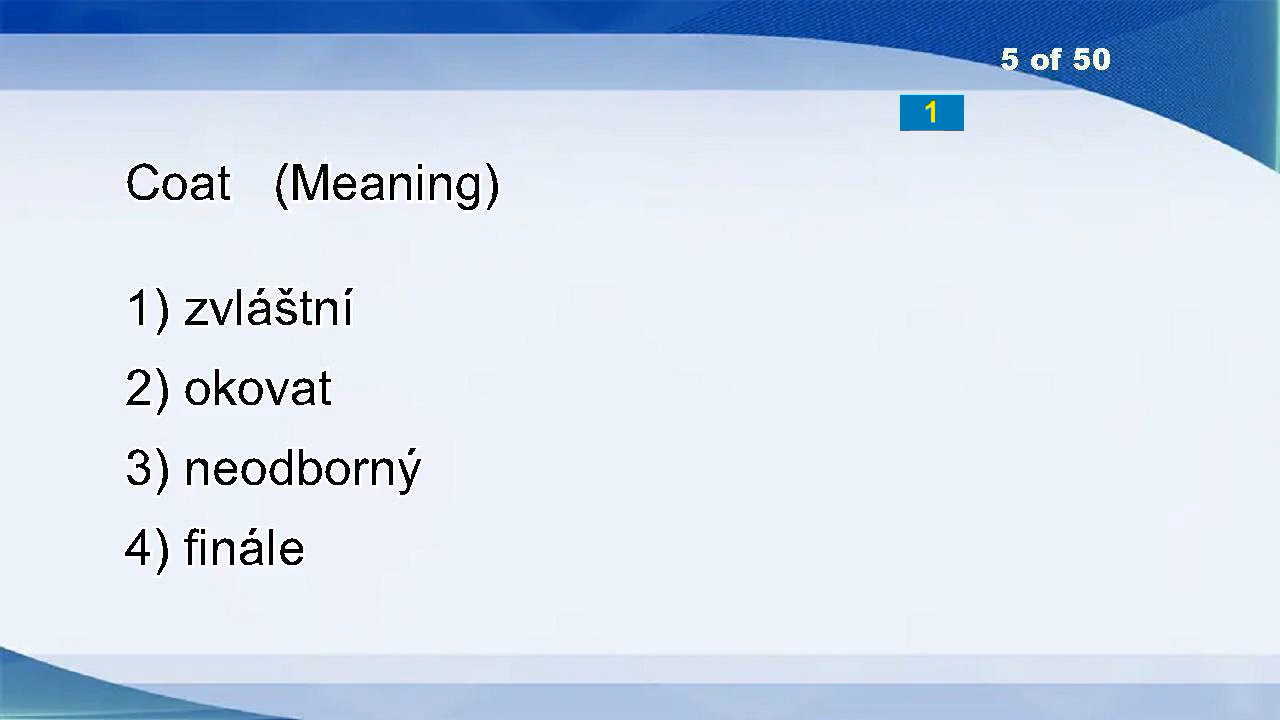 5 of 50
1
Coat (Meaning)
1) zvláštní
2) okovat
3) neodborný
4) finále